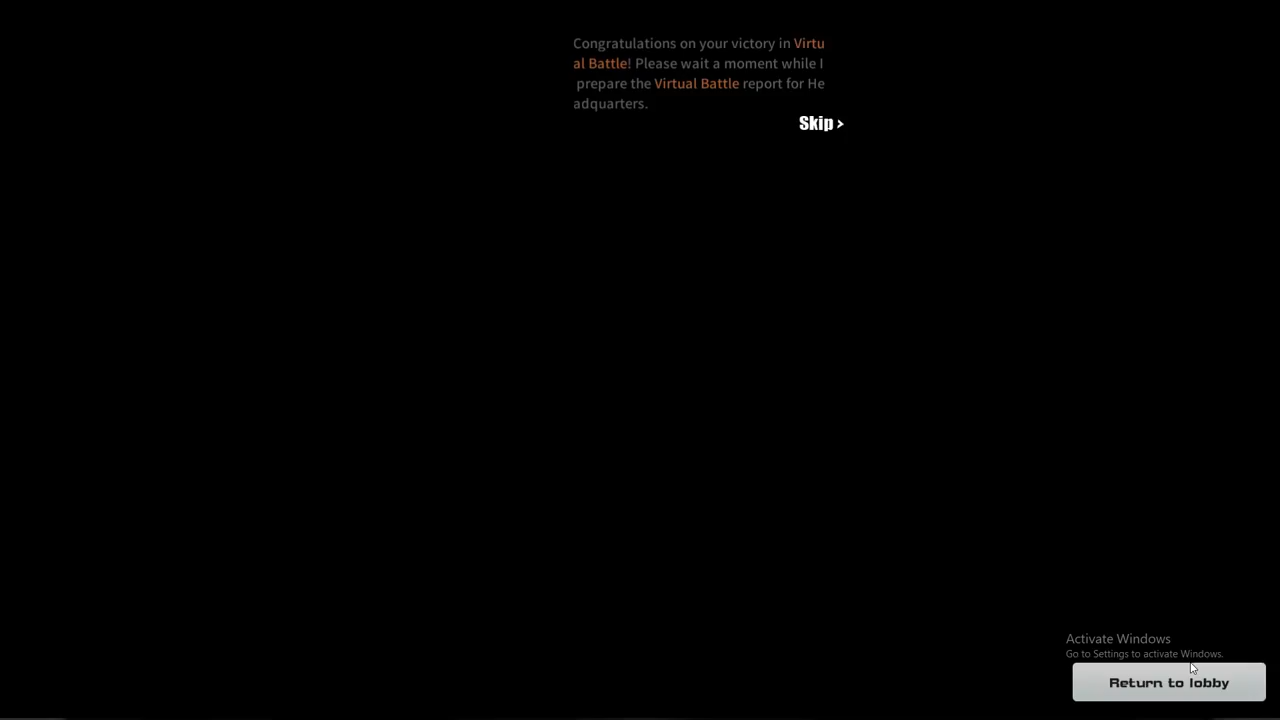 Congratulations on your victory in Virtu
al Battle! Please wait a moment while I
prepare the Virtual Battle report for He
adquarters.
Skip >
Activate Windows
Go to Settings to activate Windows.
Return to lobby